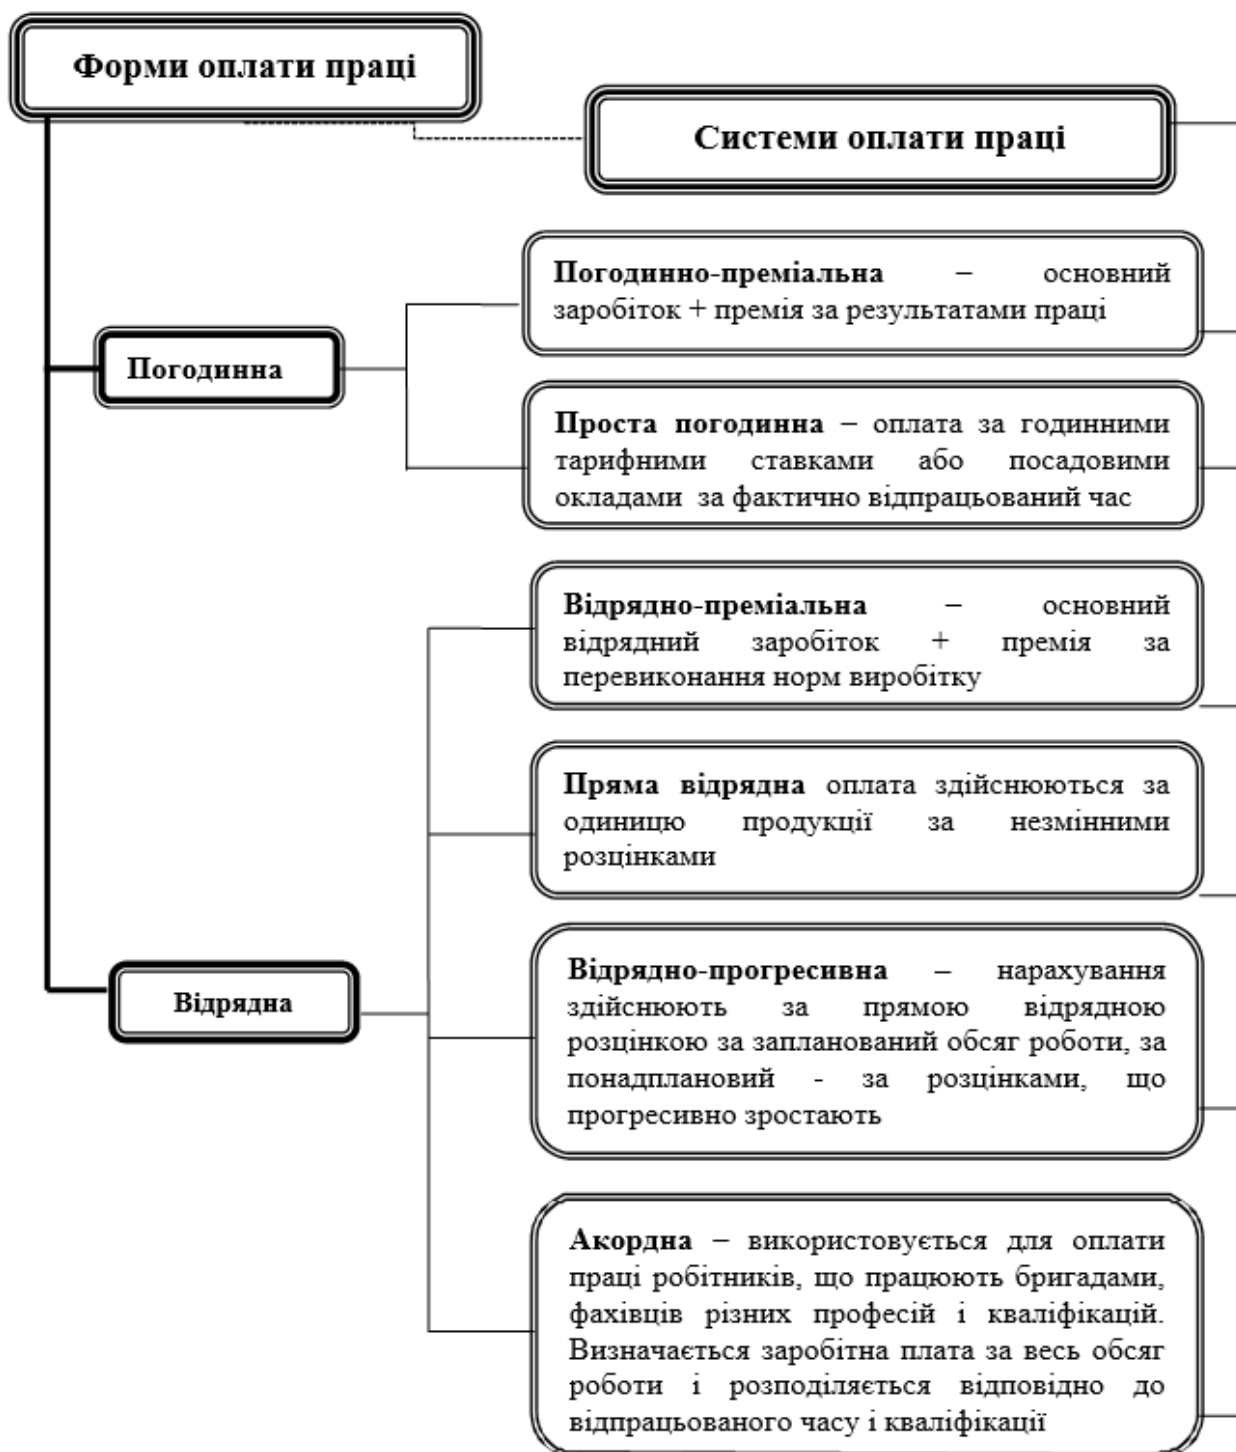 Форми оплати праці
Системи оплати праці
Погодинно-преміальна – основний
заробіток + премія за результатами праці
Погодинна
Проста погодинна – оплата за годинними
тарифними ставками або посадовими
окладами за фактично відпрацьований час
Відрядно-преміальна – основний
відрядний заробіток + премія за
перевиконання норм виробітку
Пряма відрядна оплата здійснюються за
одиницю продукції за незмінними
розцінками
Відрядна
Відрядно-прогресивна – нарахування
здійснюють за прямою відрядною
розцінкою за запланований обсяг роботи, за
понадплановий - за розцінками, що
прогресивно зростають
Акордна – використовується для оплати
праці робітників, що працюють бригадами,
фахівців різних професій і кваліфікацій.
Визначається заробітна плата за весь обсяг
роботи і розподіляється відповідно до
відпрацьованого часу і кваліфікації